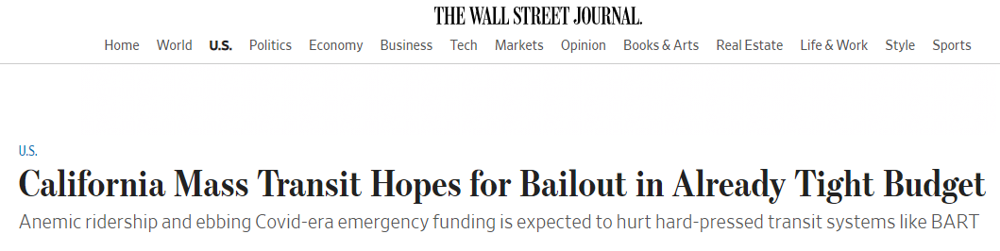 THE WALL STREET JOURNAL.
Home World U.S. Politics Economy Business Tech Markets Opinion Books & Arts Real Estate Life & Work Style Sports
U.S.
California Mass Transit Hopes for Bailout in Already Tight Budget
Anemic ridership and ebbing Covid-era emergency funding is expected to hurt hard-pressed transit systems like BART